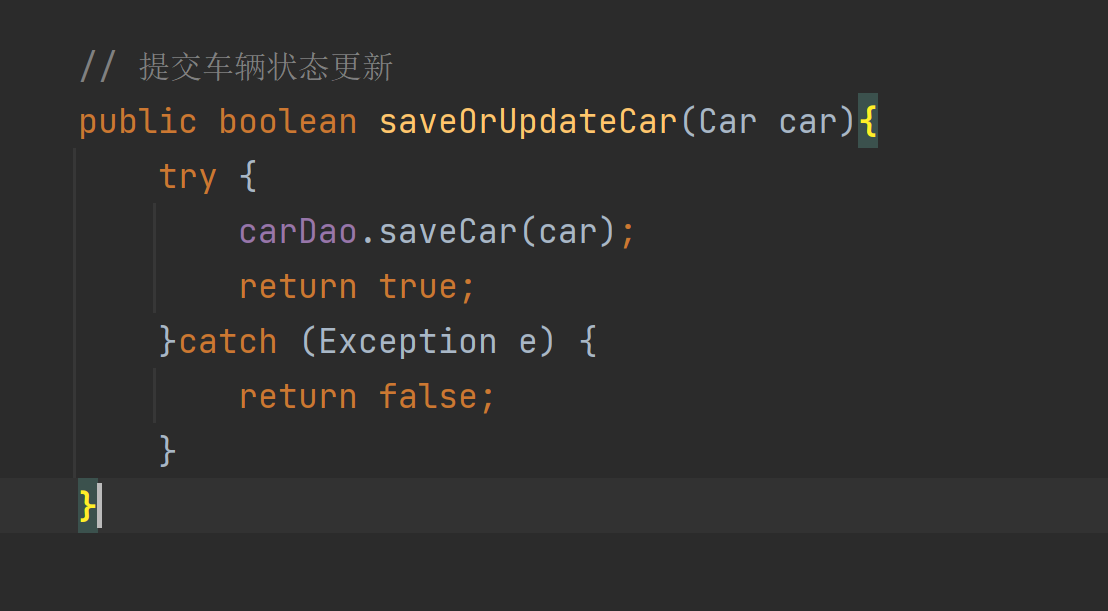 // 提交车辆状态更新
public boolean saveOrUpdateCar(Car car){
try {
carDao.saveCar(car);
return true;
}catch (Exception e) {
return false;
}
}